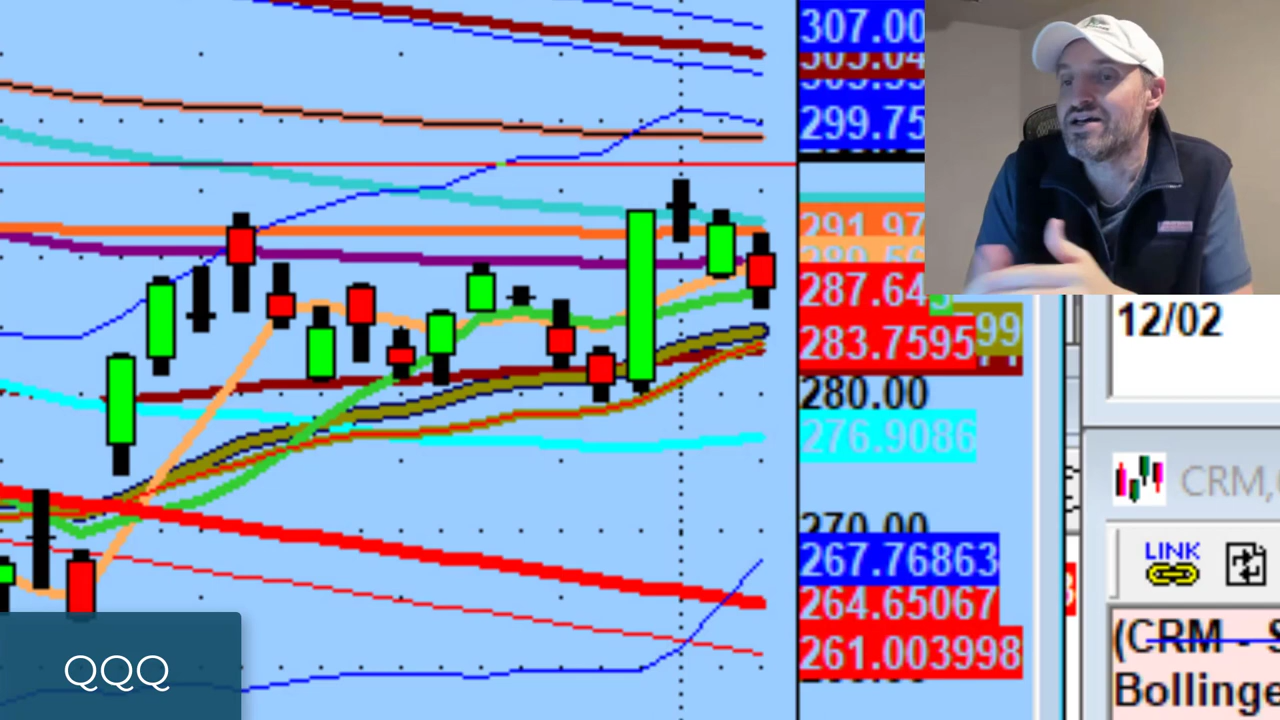 307.00
299.75
291.97
287.645
99
283.7595
280.00
276.9086
270.00
267.76863
264.65067
261.003998
12/02
CRM,
LINK
(CRM - S
Bollinge
QQQ